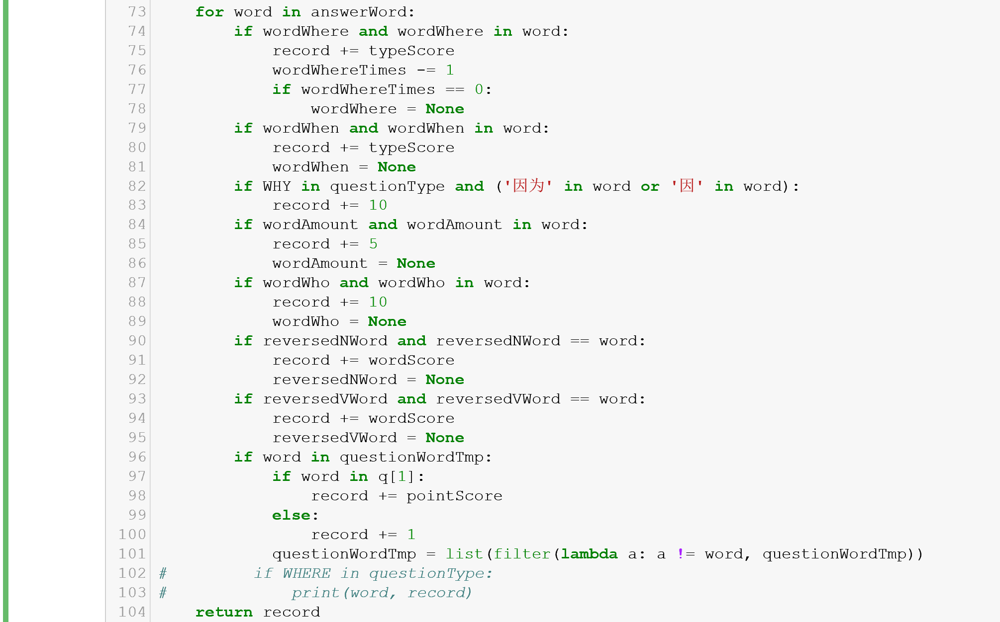 73     for word in answerWord:
74         if wordWhere and wordWhere in word:
75             record += typeScore
76             wordWhereTimes -= 1
77             if wordWhereTimes == 0:
78                 wordWhere = None
79         if wordWhen and wordWhen in word:
80             record += typeScore
81             wordWhen = None
82         if WHY in questionType and ('因为' in word or '因' in word):
83             record += 10
84         if wordAmount and wordAmount in word:
85             record += 5
86             wordAmount = None
87         if wordWho and wordWho in word:
88             record += 10
89             wordWho = None
90         if reversedNWord and reversedNWord == word:
91             record += wordScore
92             reversedNWord = None
93         if reversedVWord and reversedVWord == word:
94             record += wordScore
95             reversedVWord = None
96         if word in questionWordTmp:
97             if word in q[1]:
98                 record += pointScore
99             else:
100                 record += 1
101             questionWordTmp = list(filter(lambda a: a != word, questionWordTmp))
102 #         if WHERE in questionType:
103 #             print(word, record)
104     return record